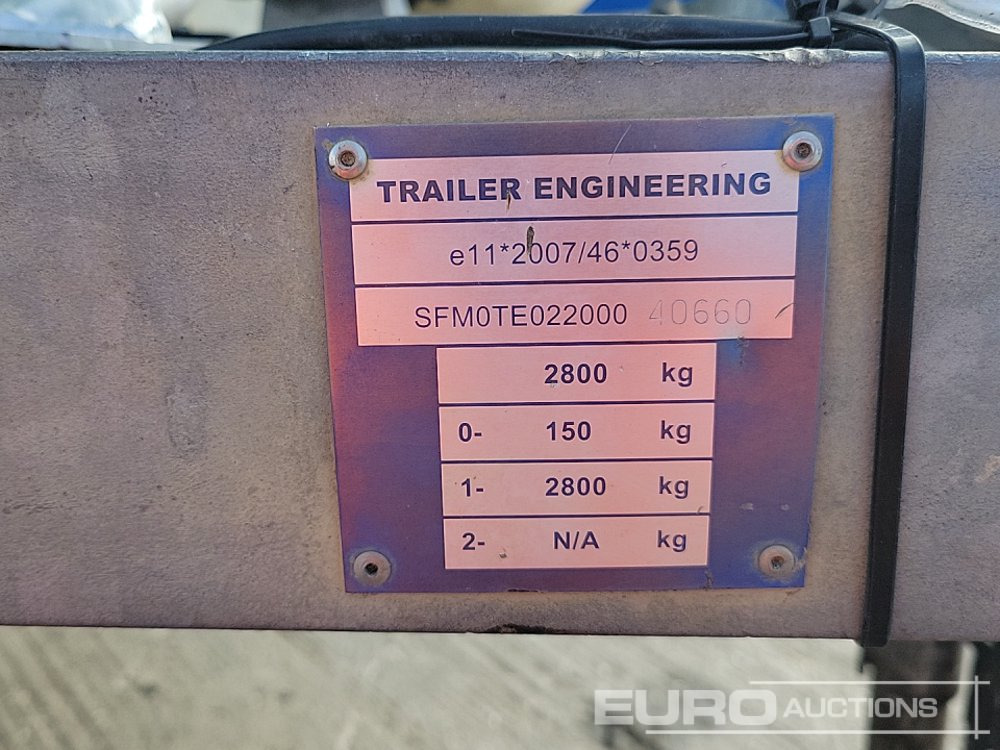 TRAILER ENGINEERING
e11*2007/46*0359
SFM0TE022000 40660
2800 kg
0- 150 kg
1- 2800 kg
2- N/A kg
EURO AUCTIONS